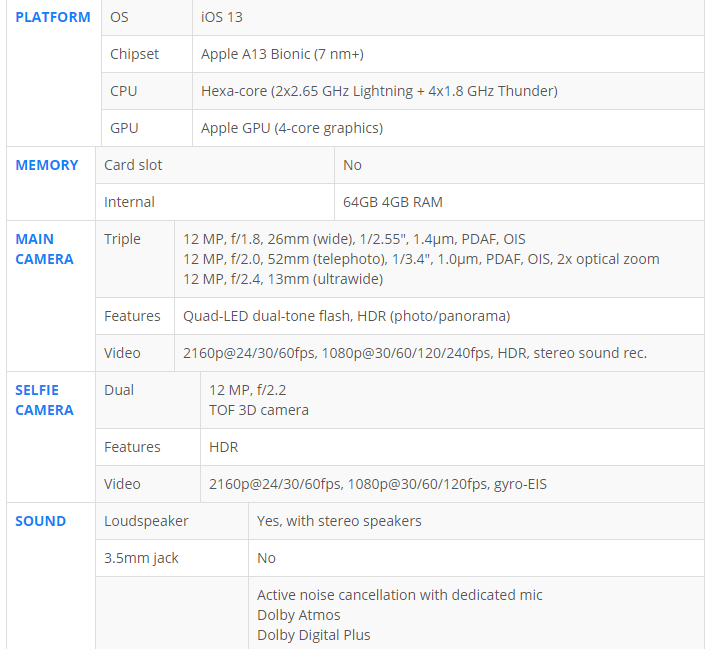 PLATFORM OS iOS 13
Chipset Apple A13 Bionic (7 nm+)
CPU Hexa-core (2x2.65 GHz Lightning + 4x1.8 GHz Thunder)
GPU Apple GPU (4-core graphics)
MEMORY Card slot No
Internal 64GB 4GB RAM
MAIN CAMERA Triple 12 MP, f/1.8, 26mm (wide), 1/2.55", 1.4µm, PDAF, OIS
12 MP, f/2.0, 52mm (telephoto), 1/3.4", 1.0µm, PDAF, OIS, 2x optical zoom
12 MP, f/2.4, 13mm (ultrawide)
Features Quad-LED dual-tone flash, HDR (photo/panorama)
Video 2160p@24/30/60fps, 1080p@30/60/120/240fps, HDR, stereo sound rec.
SELFIE CAMERA Dual 12 MP, f/2.2
TOF 3D camera
Features HDR
Video 2160p@24/30/60fps, 1080p@30/60/120fps, gyro-EIS
SOUND Loudspeaker Yes, with stereo speakers
3.5mm jack No
Active noise cancellation with dedicated mic
Dolby Atmos
Dolby Digital Plus